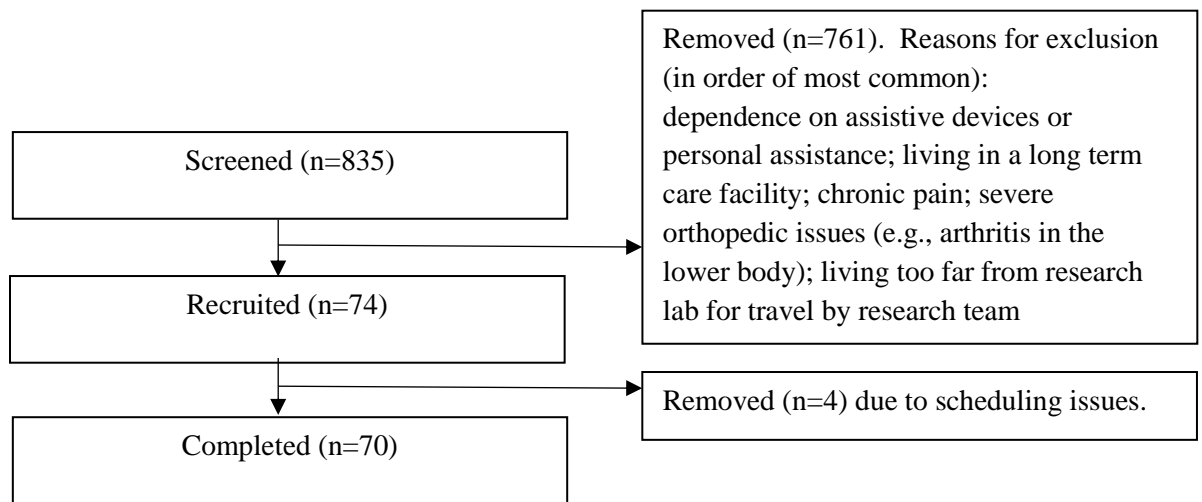 Screened (n=835)
Removed (n=761).  Reasons for exclusion
(in order of most common):
dependence on assistive devices or
personal assistance; living in a long term
care facility; chronic pain; severe
orthopedic issues (e.g., arthritis in the
lower body); living too far from research
lab for travel by research team
Recruited (n=74)
Removed (n=4) due to scheduling issues.
Completed (n=70)